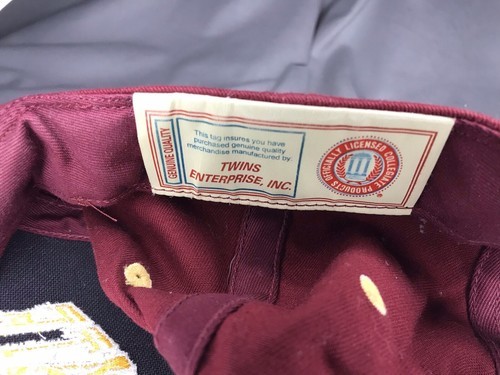 GENUINE QUALITY
This tag insures you have
purchased genuine quality
merchandise manufactured by:
TWINS
ENTERPRISE, INC.
OFFICIALLY LICENSED COLLEGIATE PRODUCTS
®